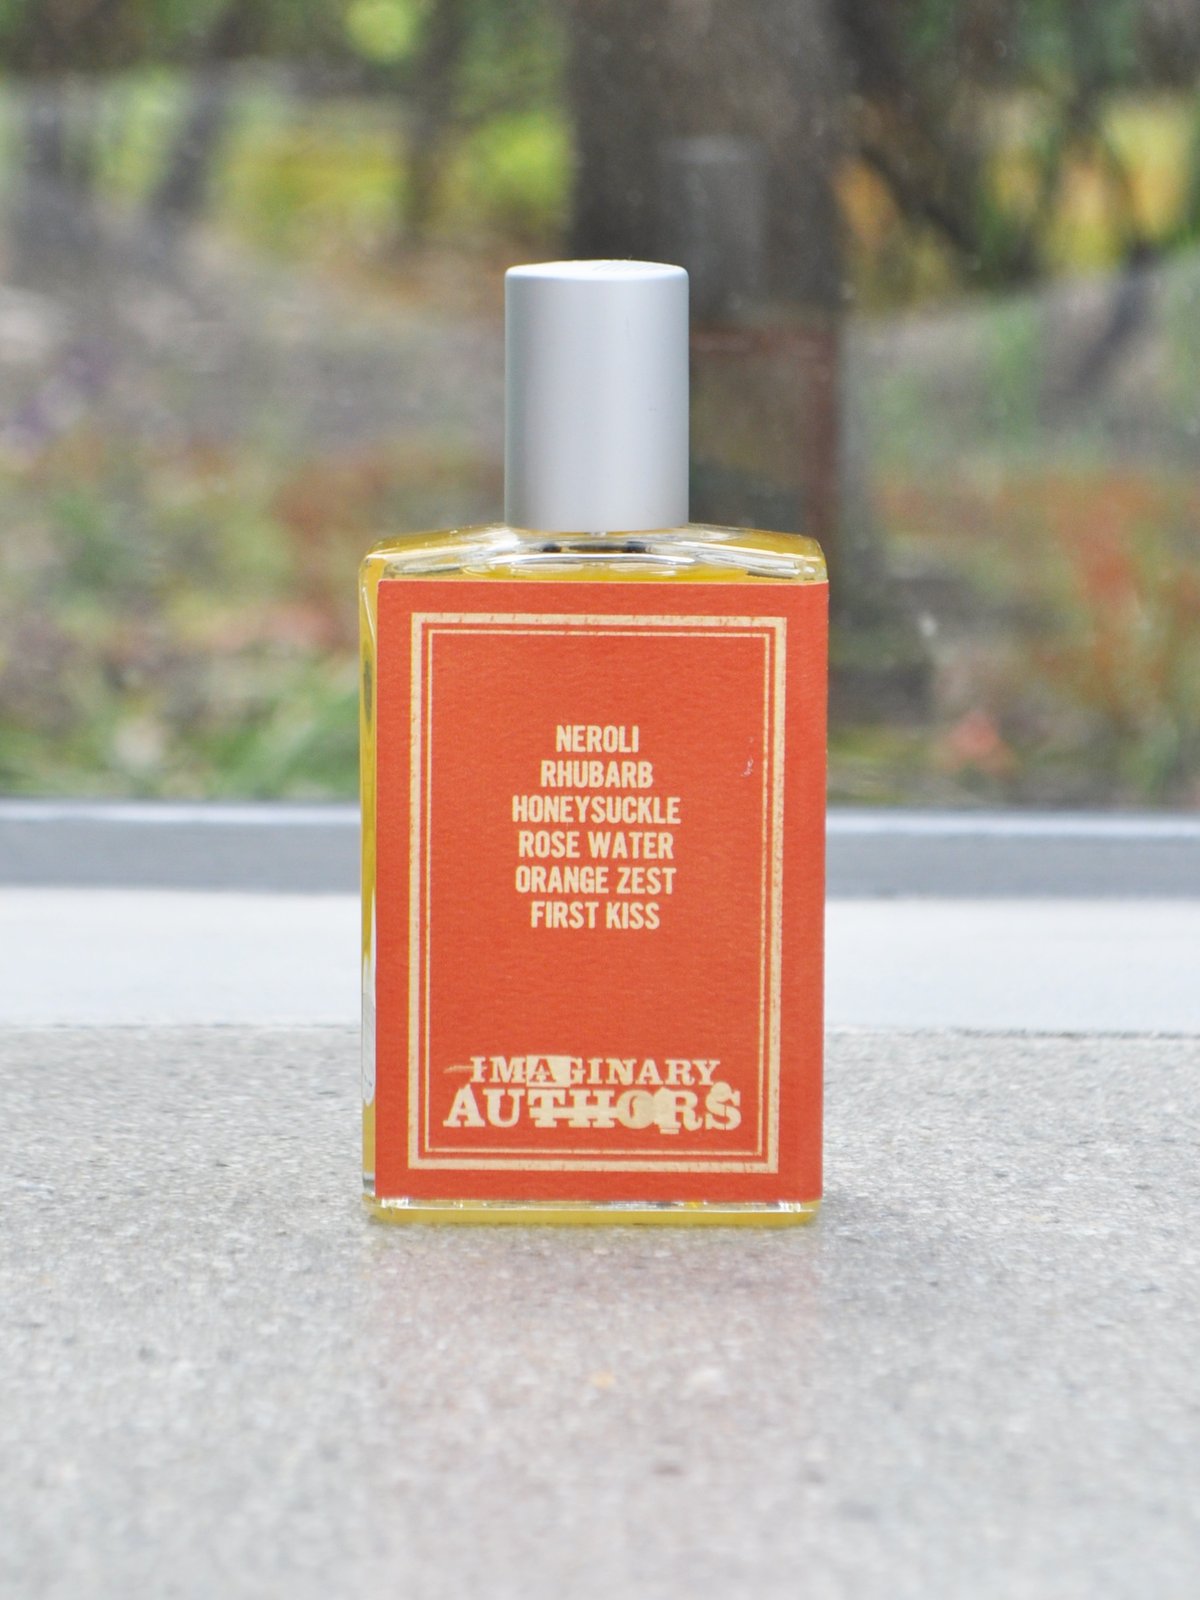 NEROLI
RHUBARB
HONEYSUCKLE
ROSE WATER
ORANGE ZEST
FIRST KISS
IMAGINARY
AUTHORS